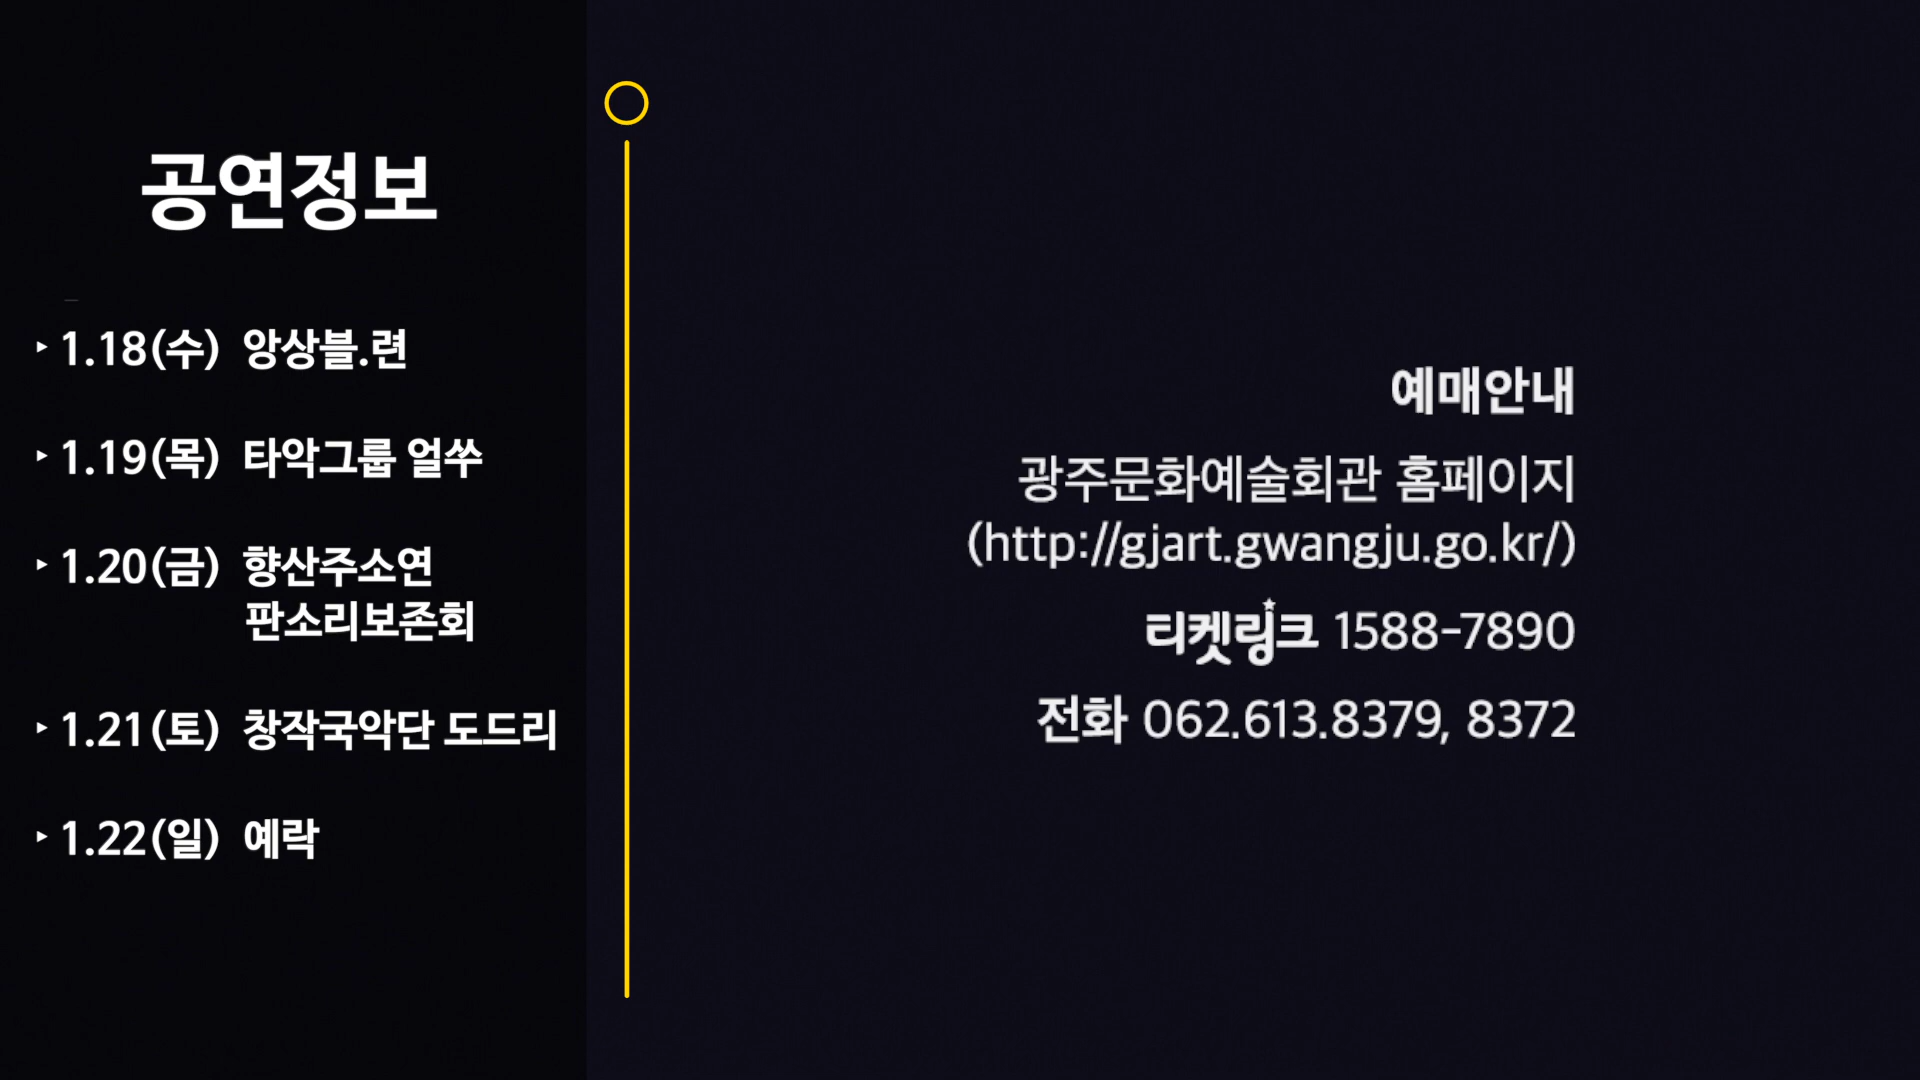 공연정보
‣ 1.18(수) 앙상블.련
‣ 1.19(목) 타악그룹 얼쑤
‣ 1.20(금) 향산주소연
판소리보존회
‣ 1.21(토) 창작국악단 도드리
‣ 1.22(일) 예락
예매안내
광주문화예술회관 홈페이지
(http://gjart.gwangju.go.kr/)
티켓링크 1588-7890
전화 062.613.8379, 8372